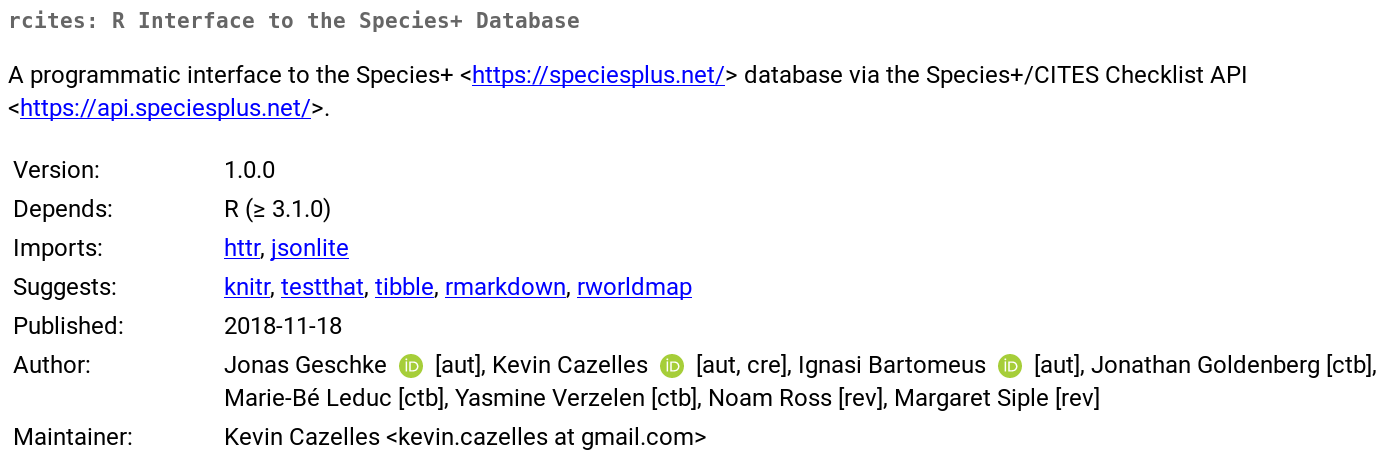 rcites: R Interface to the Species+ Database
A programmatic interface to the Species+ <https://speciesplus.net/> database via the Species+/CITES Checklist API
<https://api.speciesplus.net/>.
Version: 1.0.0
Depends: R (≥ 3.1.0)
Imports: httr, jsonlite
Suggests: knitr, testthat, tibble, rmarkdown, rworldmap
Published: 2018-11-18
Author: Jonas Geschke iD [aut], Kevin Cazelles iD [aut, cre], Ignasi Bartomeus iD [aut], Jonathan Goldenberg [ctb],
Marie-Bé Leduc [ctb], Yasmine Verzelen [ctb], Noam Ross [rev], Margaret Siple [rev]
Maintainer: Kevin Cazelles <kevin.cazelles at gmail.com>